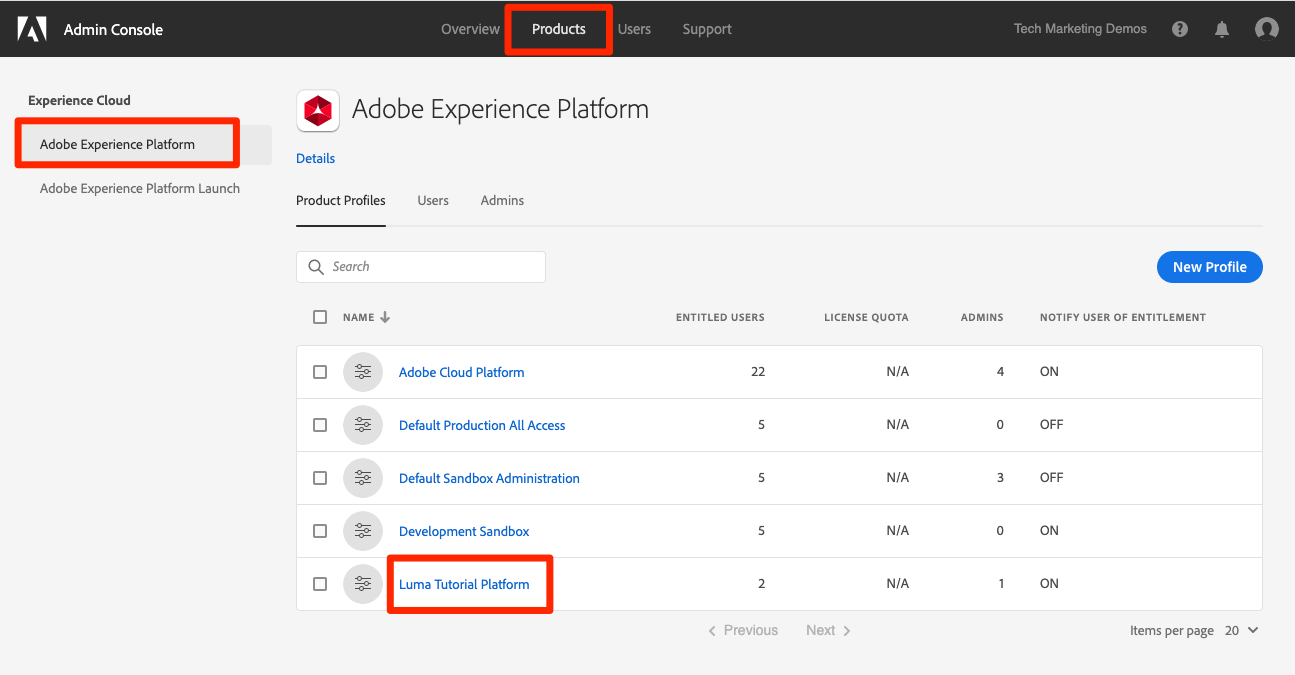 Admin Console
Overview Products Users Support
Tech Marketing Demos
Experience Cloud
Adobe Experience Platform
Adobe Experience Platform Launch
Adobe Experience Platform
Details
Product Profiles Users Admins
Search
New Profile
NAME ENTITLED USERS LICENSE QUOTA ADMINS NOTIFY USER OF ENTITLEMENT
Adobe Cloud Platform 22 N/A 4 ON
Default Production All Access 5 N/A 0 OFF
Default Sandbox Administration 5 N/A 3 OFF
Development Sandbox 5 N/A 0 ON
Luma Tutorial Platform 2 N/A 1 ON
Previous Next
Items per page 20